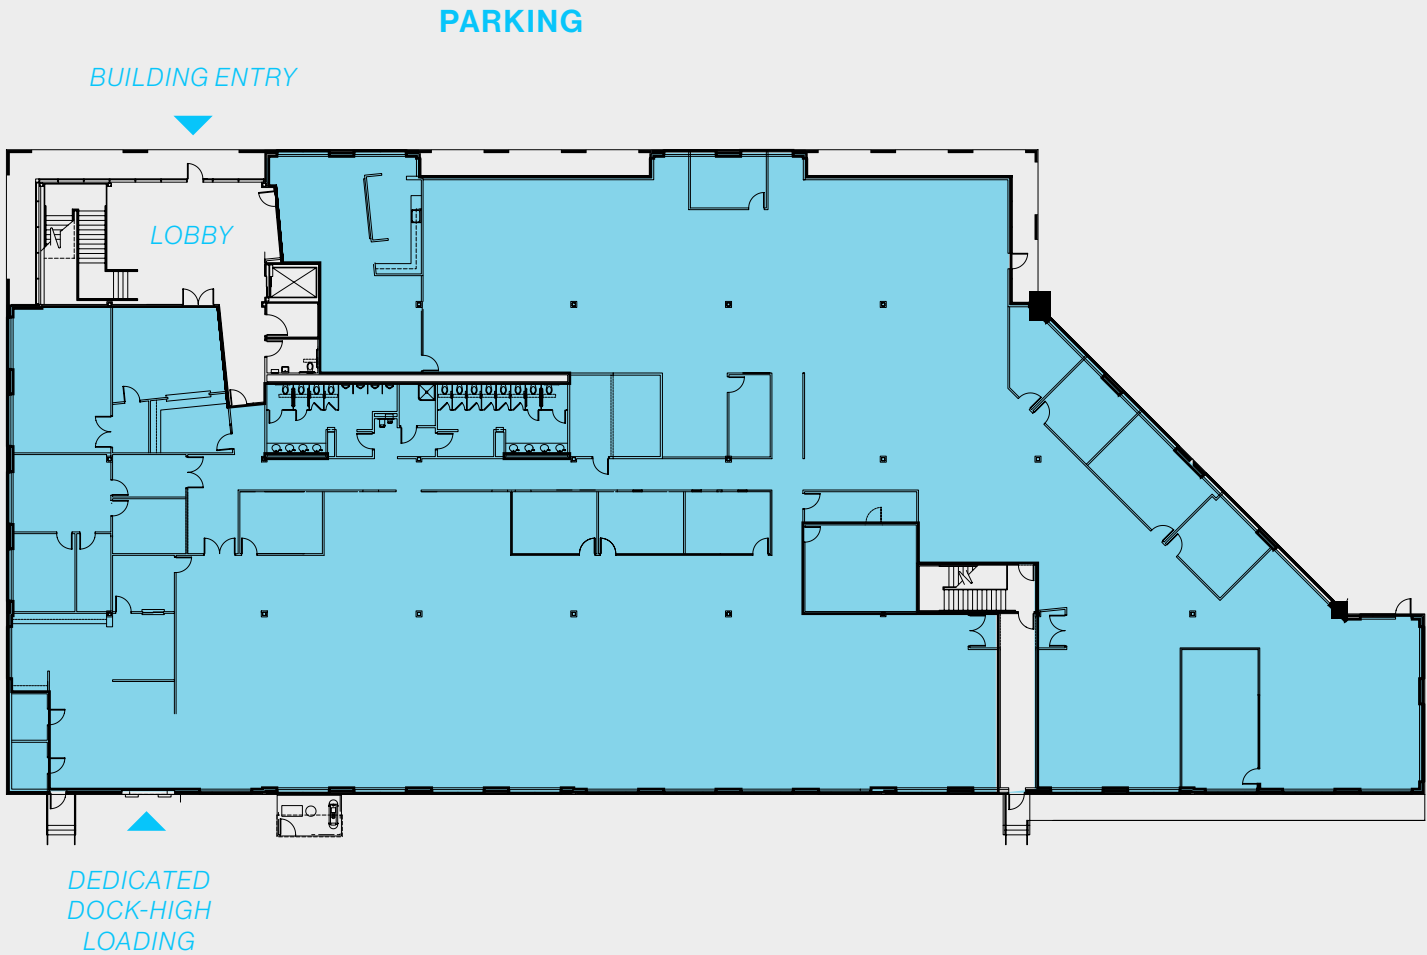 PARKING
BUILDING ENTRY
LOBBY
DEDICATED
DOCK-HIGH
LOADING